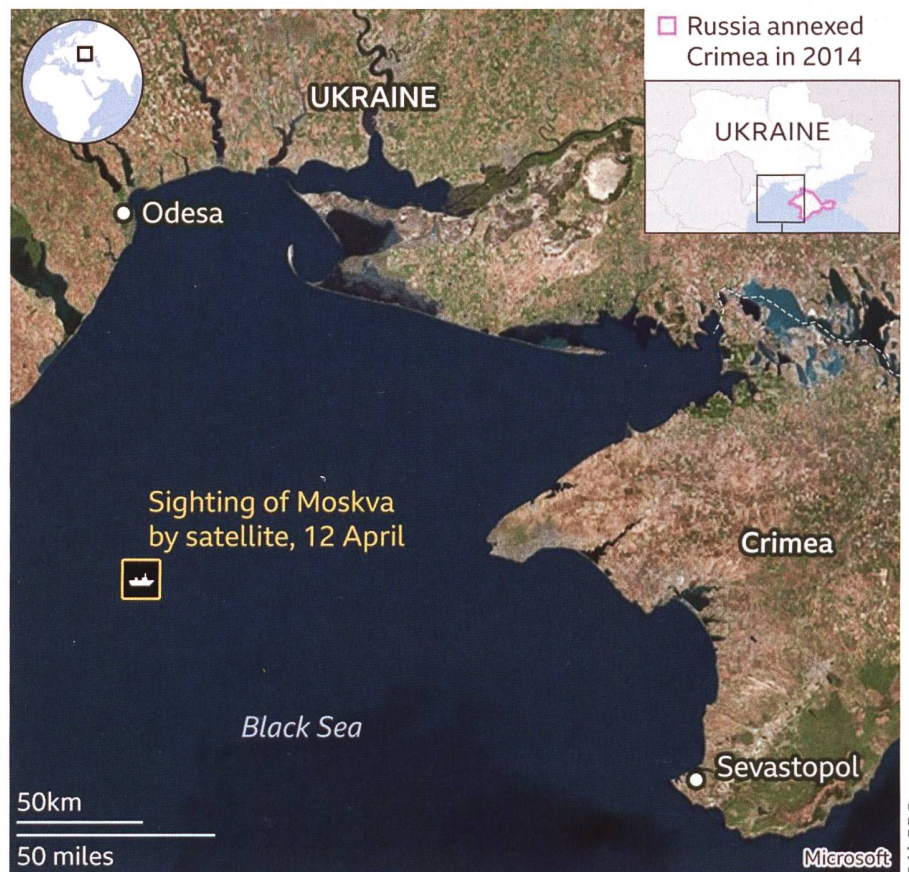 Russia annexed
Crimea in 2014
UKRAINE
UKRAINE
Odesa
Sighting of Moskva
by satellite, 12 April
Crimea
Black Sea
Sevastopol
50km
50 miles
Microsoft